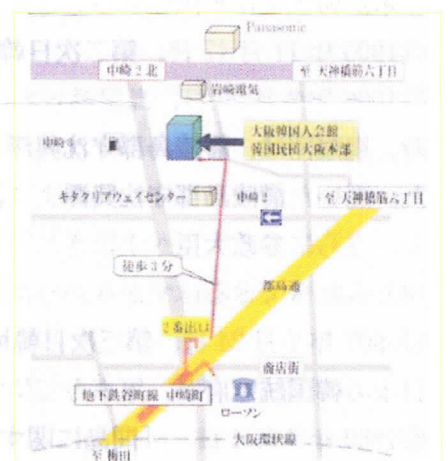 Panasonic
中崎2北
至 天神橋筋六丁目
岩崎電気
大阪韓国人会館
韓国民団大阪本部
中崎
キタクリアウェイセンター
中崎2
至 天神橋筋六丁目
徒歩3分
都島通
2番出口
商店街
地下鉄谷町線 中崎町
ローソン
大阪環状線
至 梅田